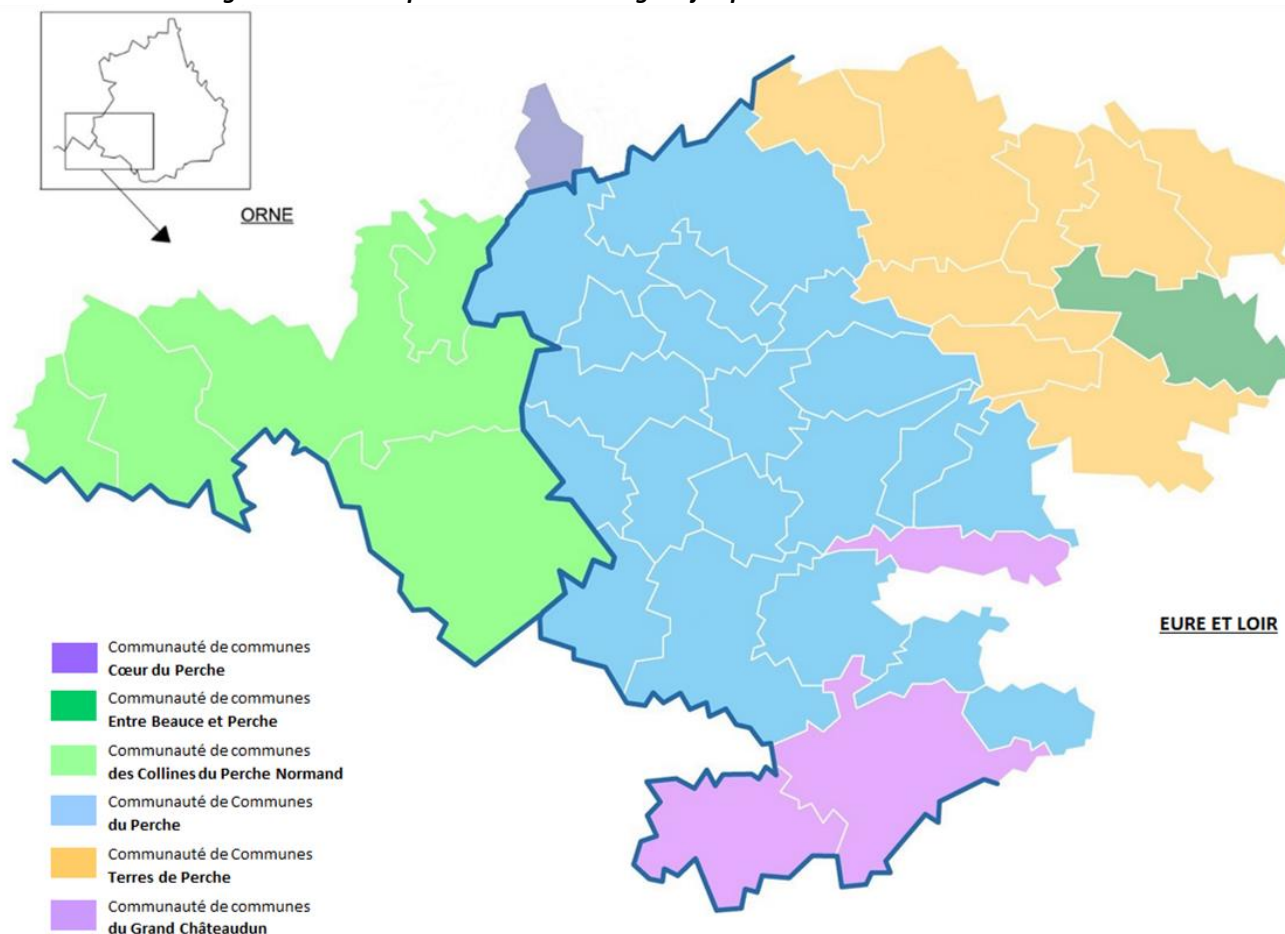 ORNE
EURE ET LOIR
Communauté de communes
Cœur du Perche
Communauté de communes
Entre Beauce et Perche
Communauté de communes
des Collines du Perche Normand
Communauté de Communes
du Perche
Communauté de Communes
Terres de Perche
Communauté de communes
du Grand Châteaudun